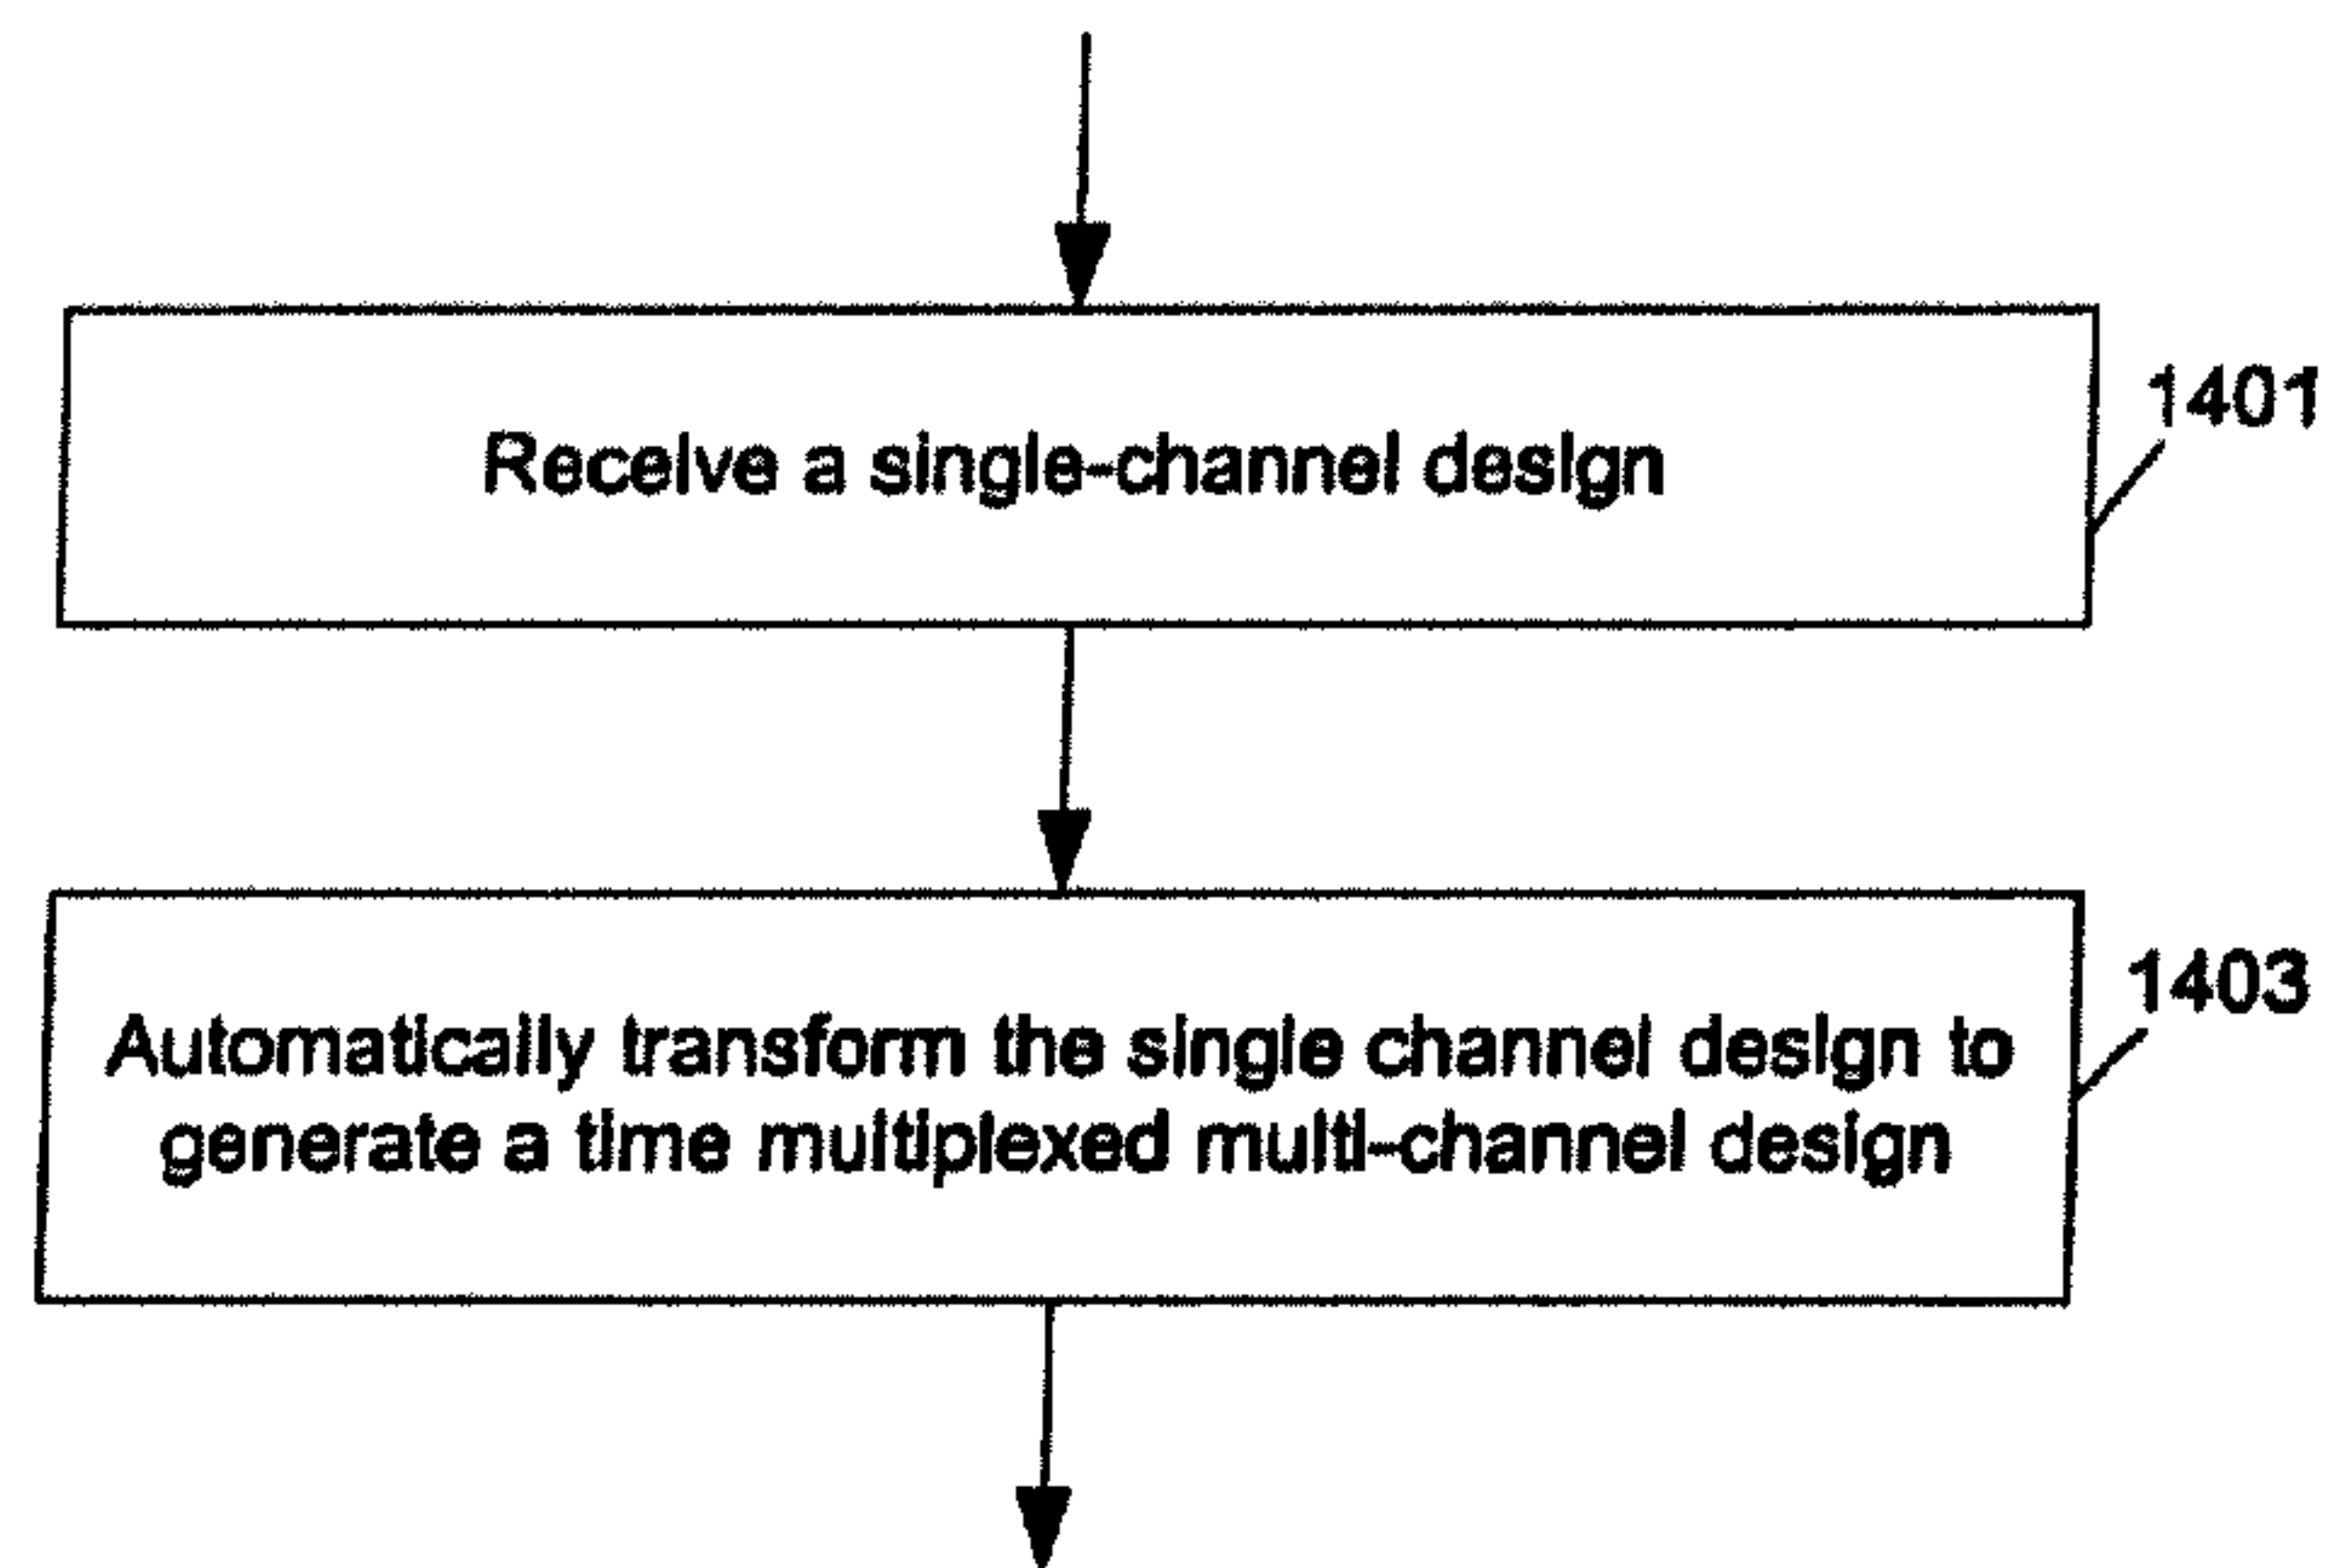 Receive a single-channel design
1401
Automatically transform the single channel design to
generate a time multiplexed multi-channel design
1403